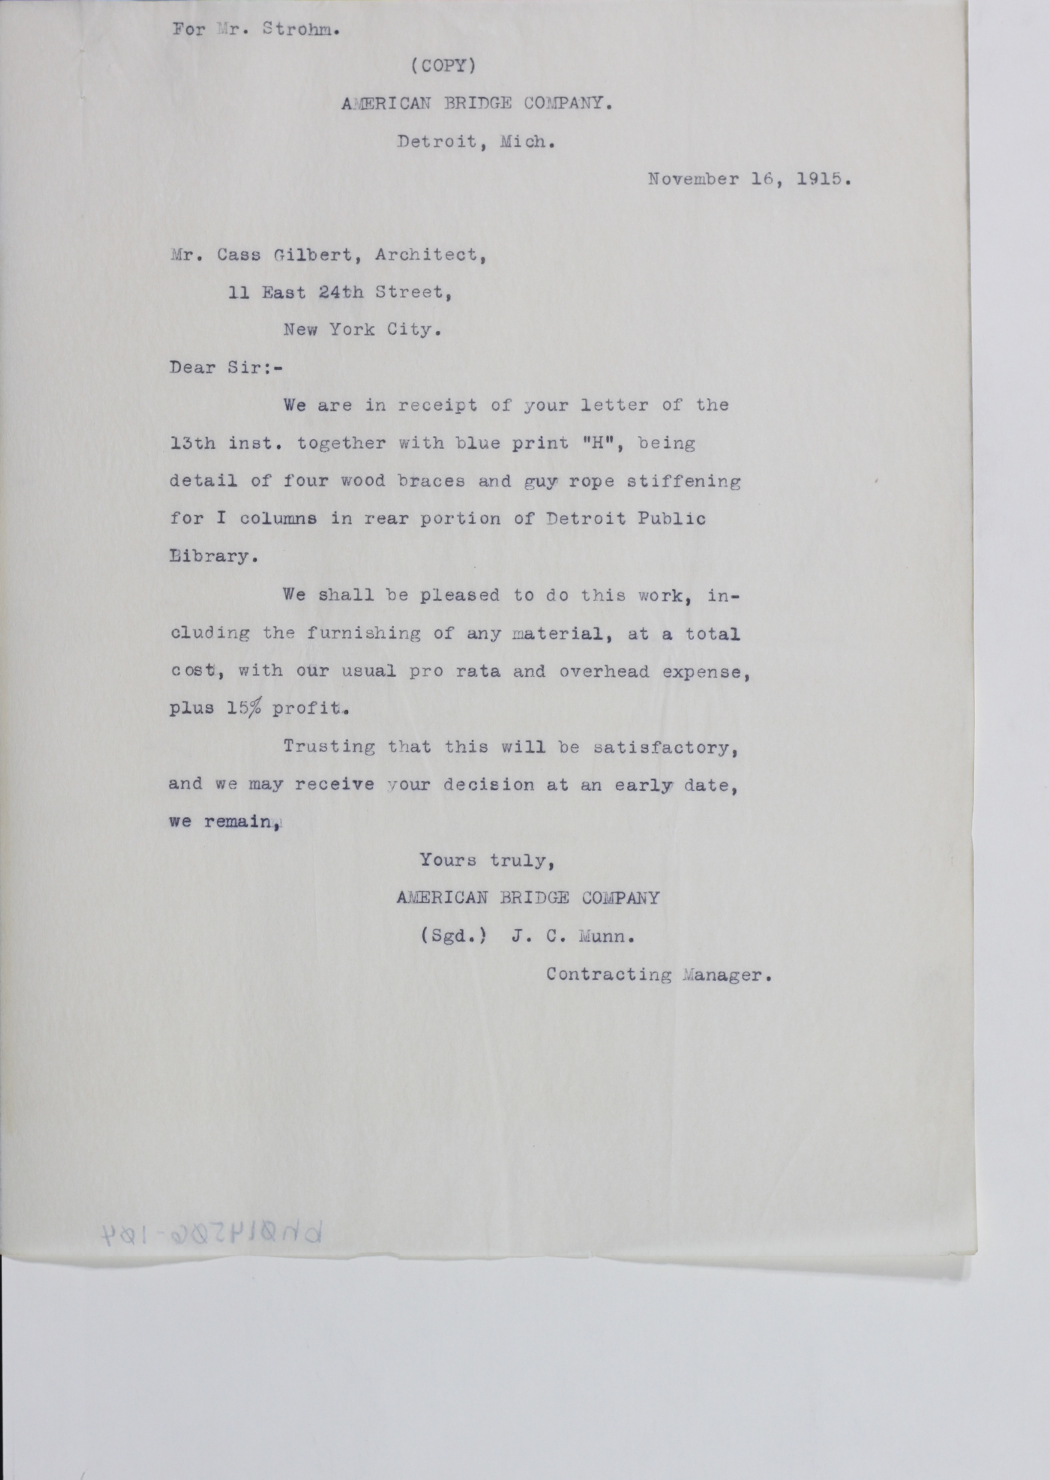 For Mr. Strohm.
(COPY)
AMERICAN BRIDGE COMPANY.
Detroit, Mich.
November 16, 1915.
Mr. Cass Gilbert, Architect,
11 East 24th Street,
New York City.
Dear Sir:-
We are in receipt of your letter of the
13th inst. together with blue print "H", being
detail of four wood braces and guy rope stiffening
for I columns in rear portion of Detroit Public
Library.
We shall be pleased to do this work, in-
cluding the furnishing of any material, at a total
cost, with our usual pro rata and overhead expense,
plus 15% profit.
Trusting that this will be satisfactory,
and we may receive your decision at an early date,
we remain,
Yours truly,
AMERICAN BRIDGE COMPANY
(Sgd.) J. C. Munn.
Contracting Manager.